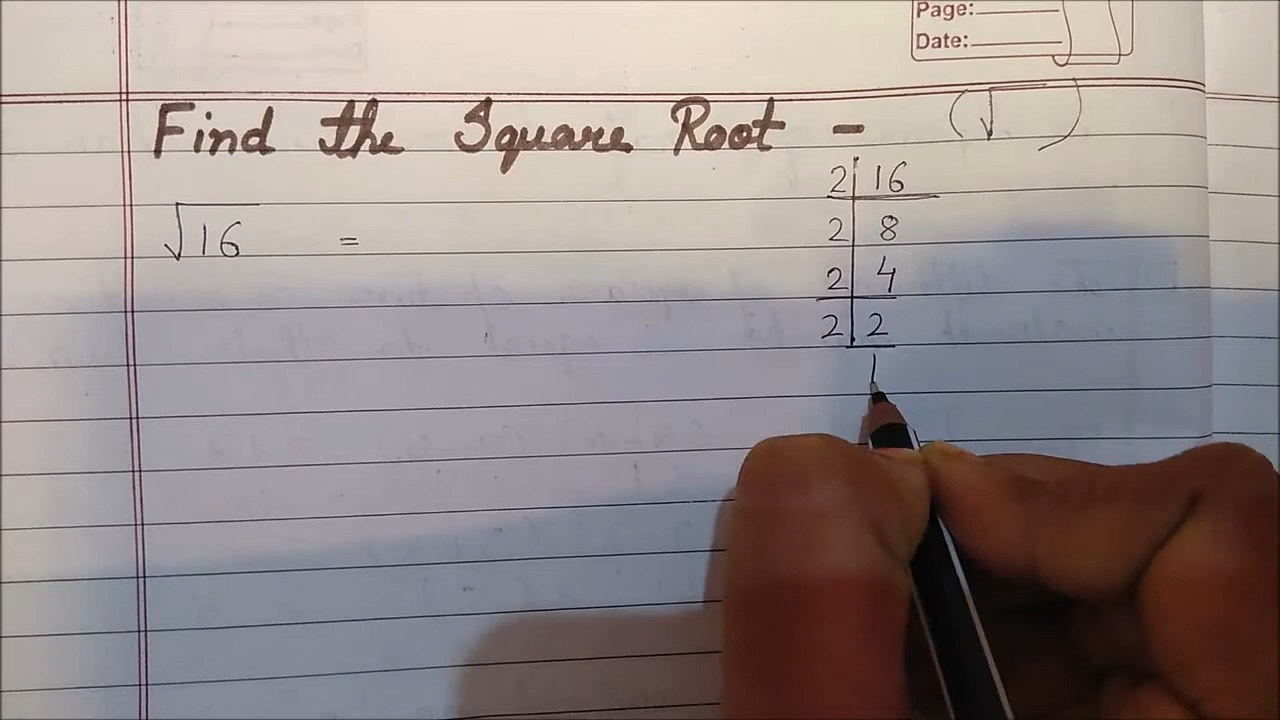 Page:
Date:
Find the Square Root - (√ )
2 16
√16 =
2 8
2 4
2 2
1